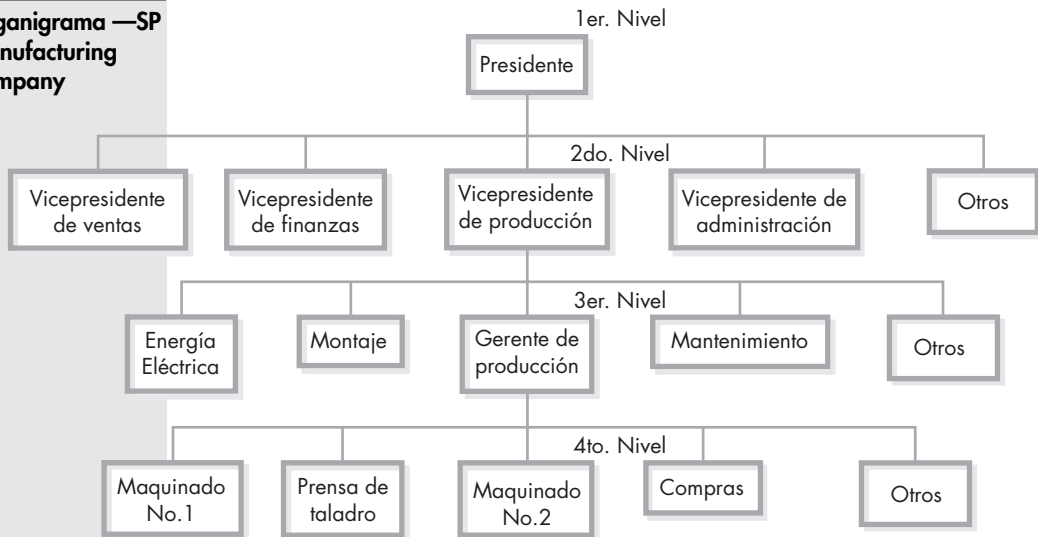 ganigrama —SP
nufacturing
mpany
1er. Nivel
Presidente
2do. Nivel
Vicepresidente
de ventas
Vicepresidente
de finanzas
Vicepresidente
de producción
Vicepresidente de
administración
Otros
3er. Nivel
Energía
Eléctrica
Montaje
Gerente de
producción
Mantenimiento
Otros
4to. Nivel
Maquinado
No.1
Prensa de
taladro
Maquinado
No.2
Compras
Otros